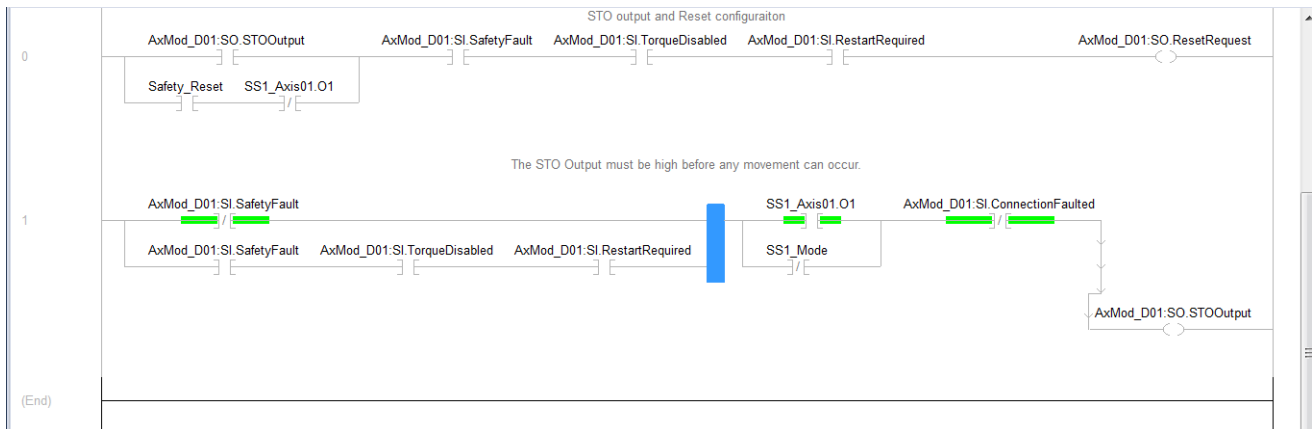 STO output and Reset configuraiton
0
AxMod_D01:SO.STOOutput AxMod_D01:SI.SafetyFault AxMod_D01:SI.TorqueDisabled AxMod_D01:SI.RestartRequired AxMod_D01:SO.ResetRequest
Safety_Reset SS1_Axis01.O1
The STO Output must be high before any movement can occur.
1
AxMod_D01:SI.SafetyFault SS1_Axis01.O1 AxMod_D01:SI.ConnectionFaulted
AxMod_D01:SI.SafetyFault AxMod_D01:SI.TorqueDisabled AxMod_D01:SI.RestartRequired SS1_Mode
AxMod_D01:SO.STOOutput
(End)